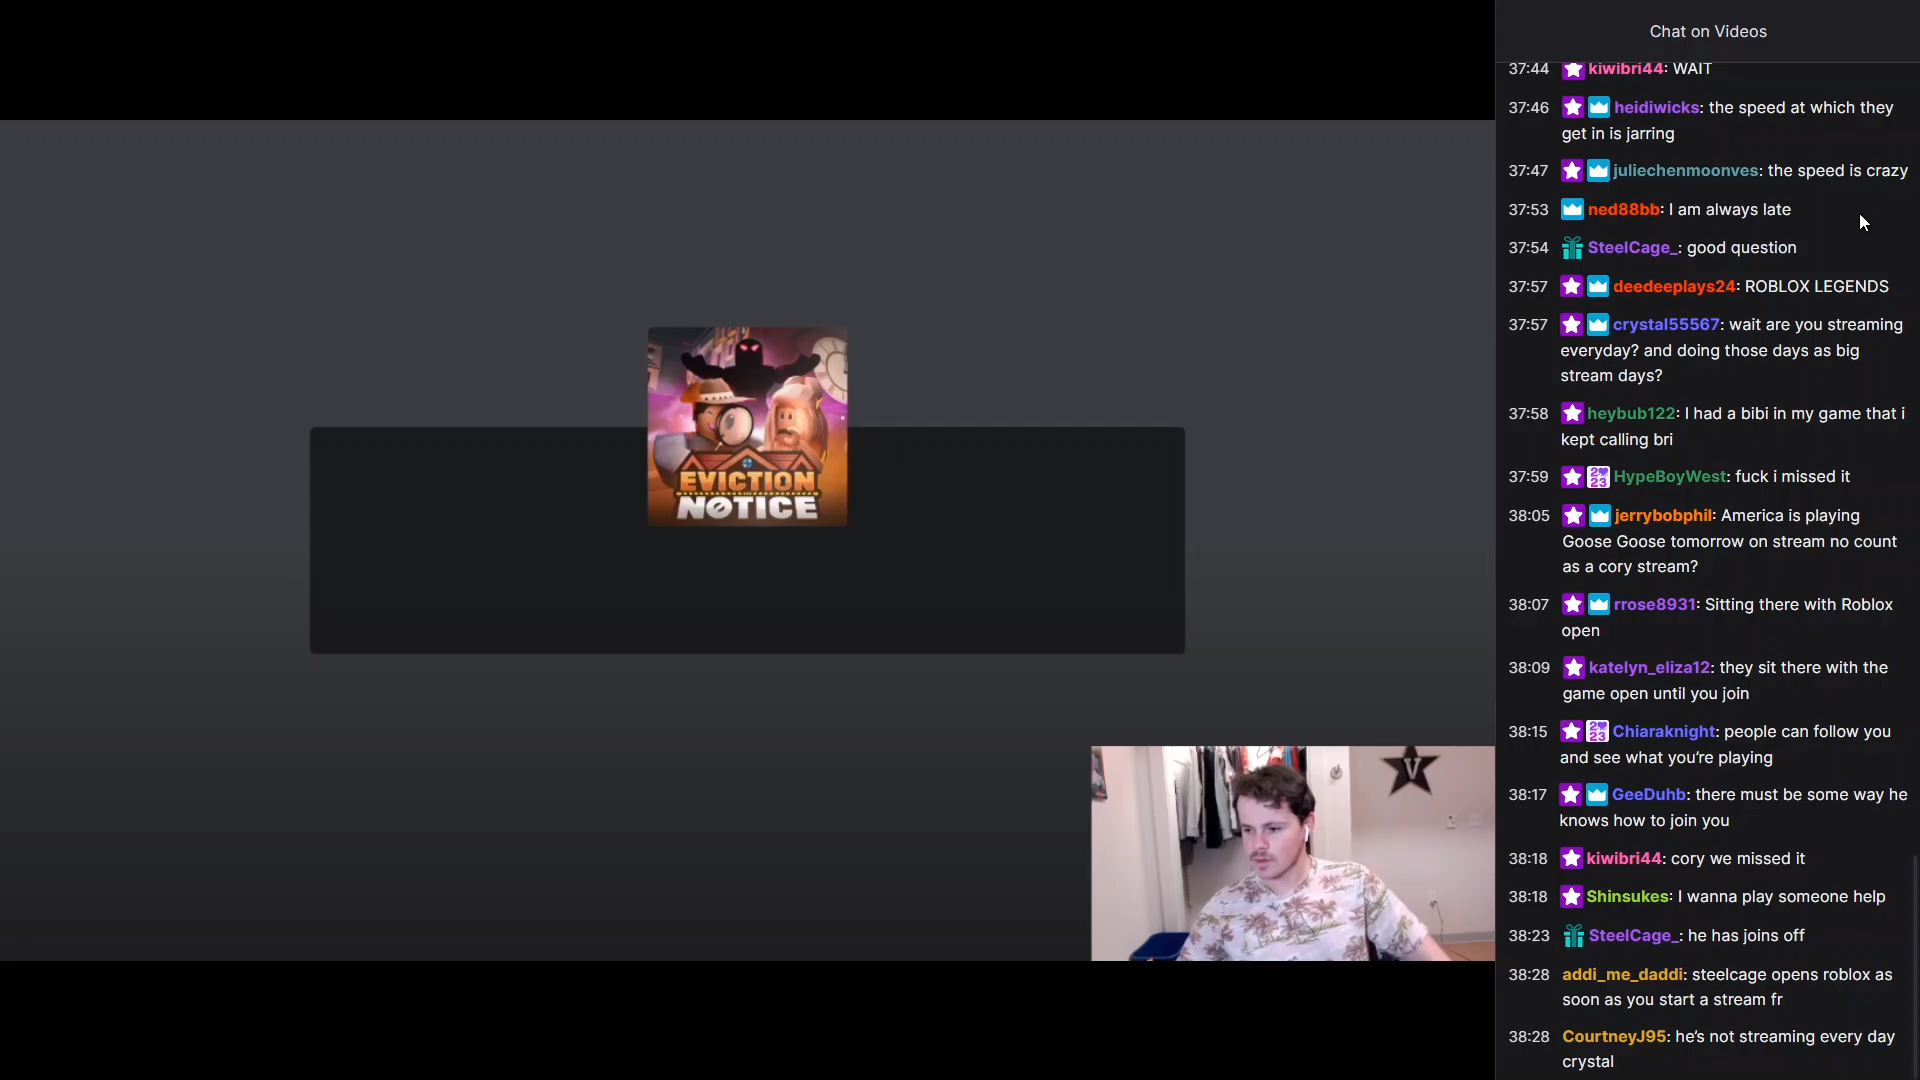 Chat on Videos
37:44 kiwibri44: WAIT
37:46 heidiwicks: the speed at which they
get in is jarring
37:47 juliechenmoonves: the speed is crazy
37:53 ned88bb: I am always late
37:54 SteelCage_: good question
37:57 deedeeplays24: ROBLOX LEGENDS
37:57 crystal55567: wait are you streaming
everyday? and doing those days as big
stream days?
37:58 heybub122: I had a bibi in my game that i
kept calling bri
37:59 HypeBoyWest: fuck i missed it
38:05 jerrybobphil: America is playing
Goose Goose tomorrow on stream no count
as a cory stream?
38:07 rrose8931: Sitting there with Roblox
open
38:09 katelyn_eliza12: they sit there with the
game open until you join
38:15 Chiaraknight: people can follow you
and see what you're playing
38:17 GeeDuhb: there must be some way he
knows how to join you
38:18 kiwibri44: cory we missed it
38:18 Shinsukes: I wanna play someone help
38:23 SteelCage_: he has joins off
38:28 addi_me_daddi: steelcage opens roblox as
soon as you start a stream fr
38:28 CourtneyJ95: he's not streaming every day
crystal
EVICTION
NOTICE
V